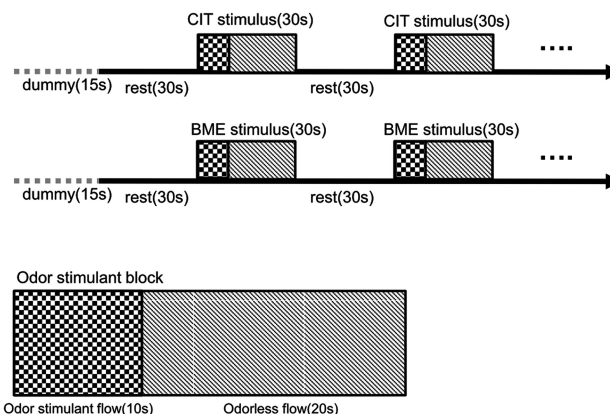 CIT stimulus(30s) CIT stimulus(30s)
dummy(15s) rest(30s) rest(30s)
BME stimulus(30s) BME stimulus(30s)
dummy(15s) rest(30s) rest(30s)
Odor stimulant block
Odor stimulant flow(10s) Odorless flow(20s)